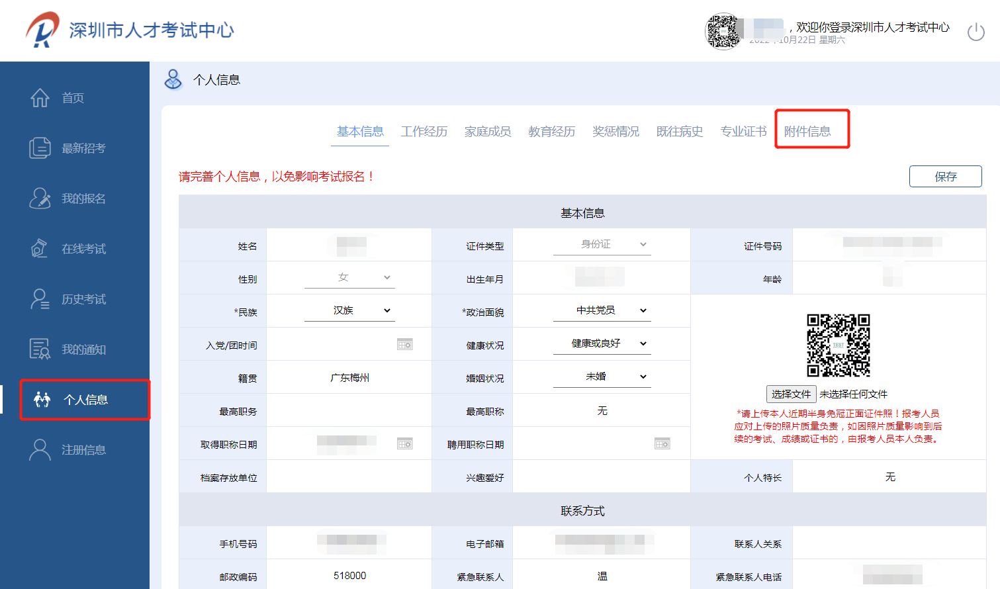 深圳市人才考试中心
，欢迎你登录深圳市人才考试中心
2022年10月22日 星期六
首页
最新招考
我的报名
在线考试
历史考试
我的通知
个人信息
注册信息
个人信息
基本信息 工作经历 家庭成员 教育经历 奖惩情况 既往病史 专业证书 附件信息
请完善个人信息，以免影响考试报名！
保存
基本信息
姓名 证件类型 身份证 证件号码
性别 女 出生年月 年龄
*民族 汉族 *政治面貌 中共党员
入党/团时间 健康状况 健康或良好
籍贯 广东梅州 婚姻状况 未婚
最高职务 最高职称 无
取得职称日期 聘用职称日期
TEST
选择文件 未选择任何文件
*请上传本人近期半身免冠正面证件照！报考人员
应对上传的照片质量负责，如因照片质量影响到后
续的考试、成绩或证书的，由报考人员本人负责。
档案存放单位 兴趣爱好 个人特长 无
联系方式
手机号码 电子邮箱 联系人关系
邮政编码 518000 紧急联系人 温 紧急联系人电话